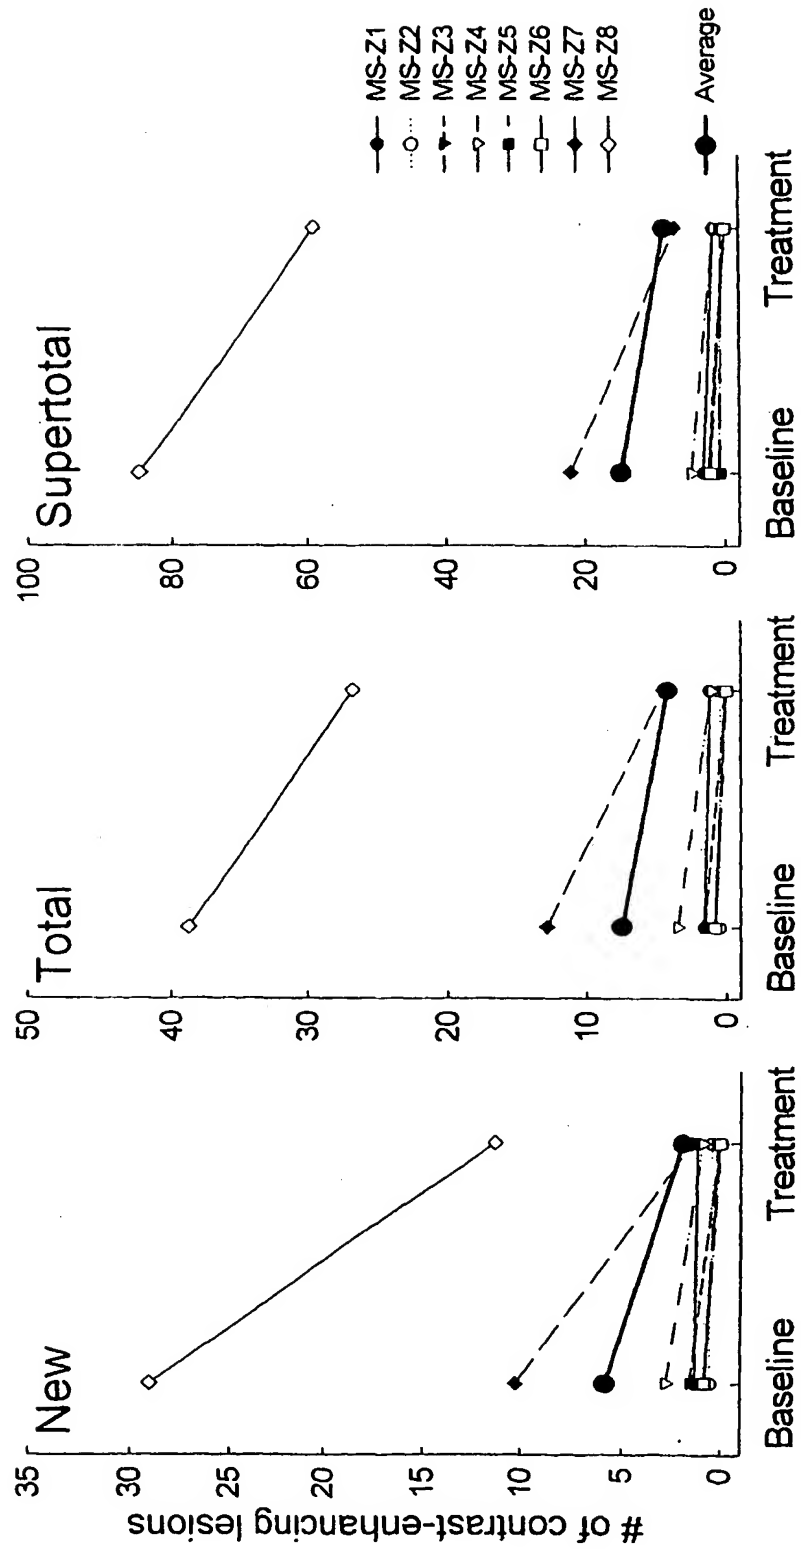 # of contrast-enhancing lesions
New
35
30
25
20
15
10
5
0
Baseline Treatment
Total
50
40
30
20
10
0
Baseline Treatment
Supertotal
100
80
60
40
20
0
Baseline Treatment
MS-Z1
MS-Z2
MS-Z3
MS-Z4
MS-Z5
MS-Z6
MS-Z7
MS-Z8
Average